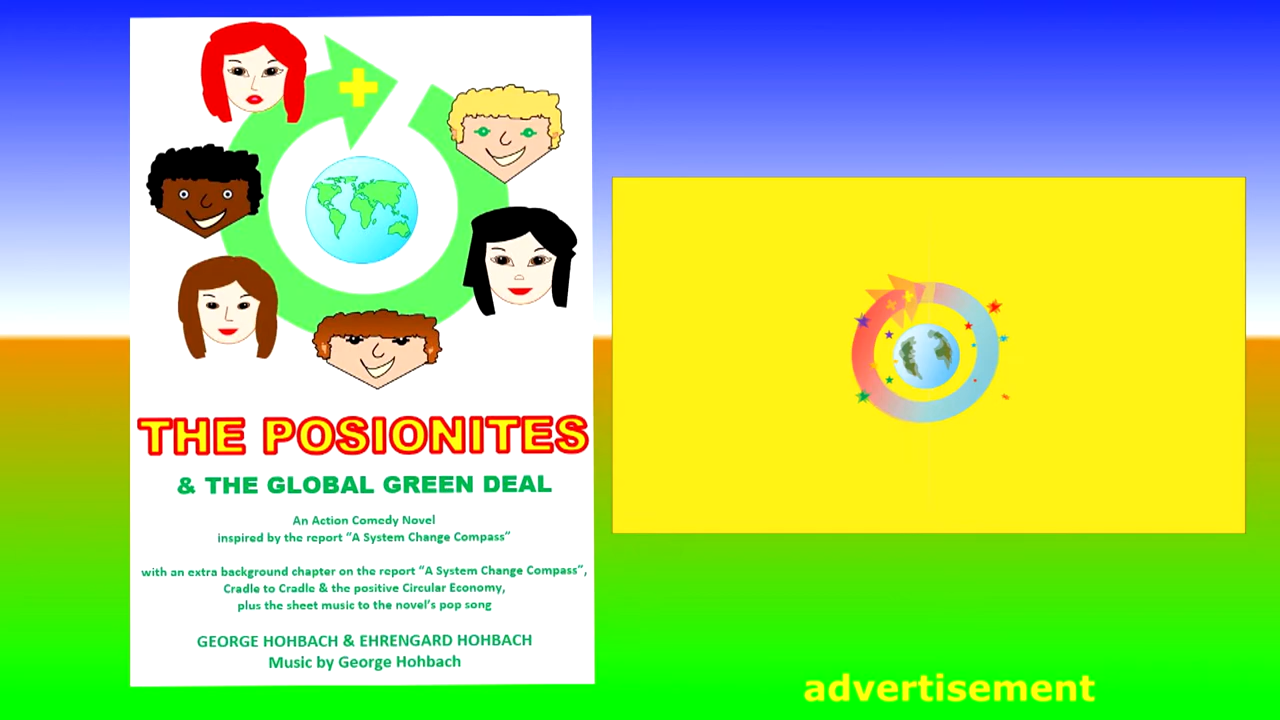 THE POSIONITES
& THE GLOBAL GREEN DEAL
An Action Comedy Novel
inspired by the report “A System Change Compass”
with an extra background chapter on the report “A System Change Compass”,
Cradle to Cradle & the positive Circular Economy,
plus the sheet music to the novel’s pop song
GEORGE HOHBACH & EHRENGARD HOHBACH
Music by George Hohbach
advertisement